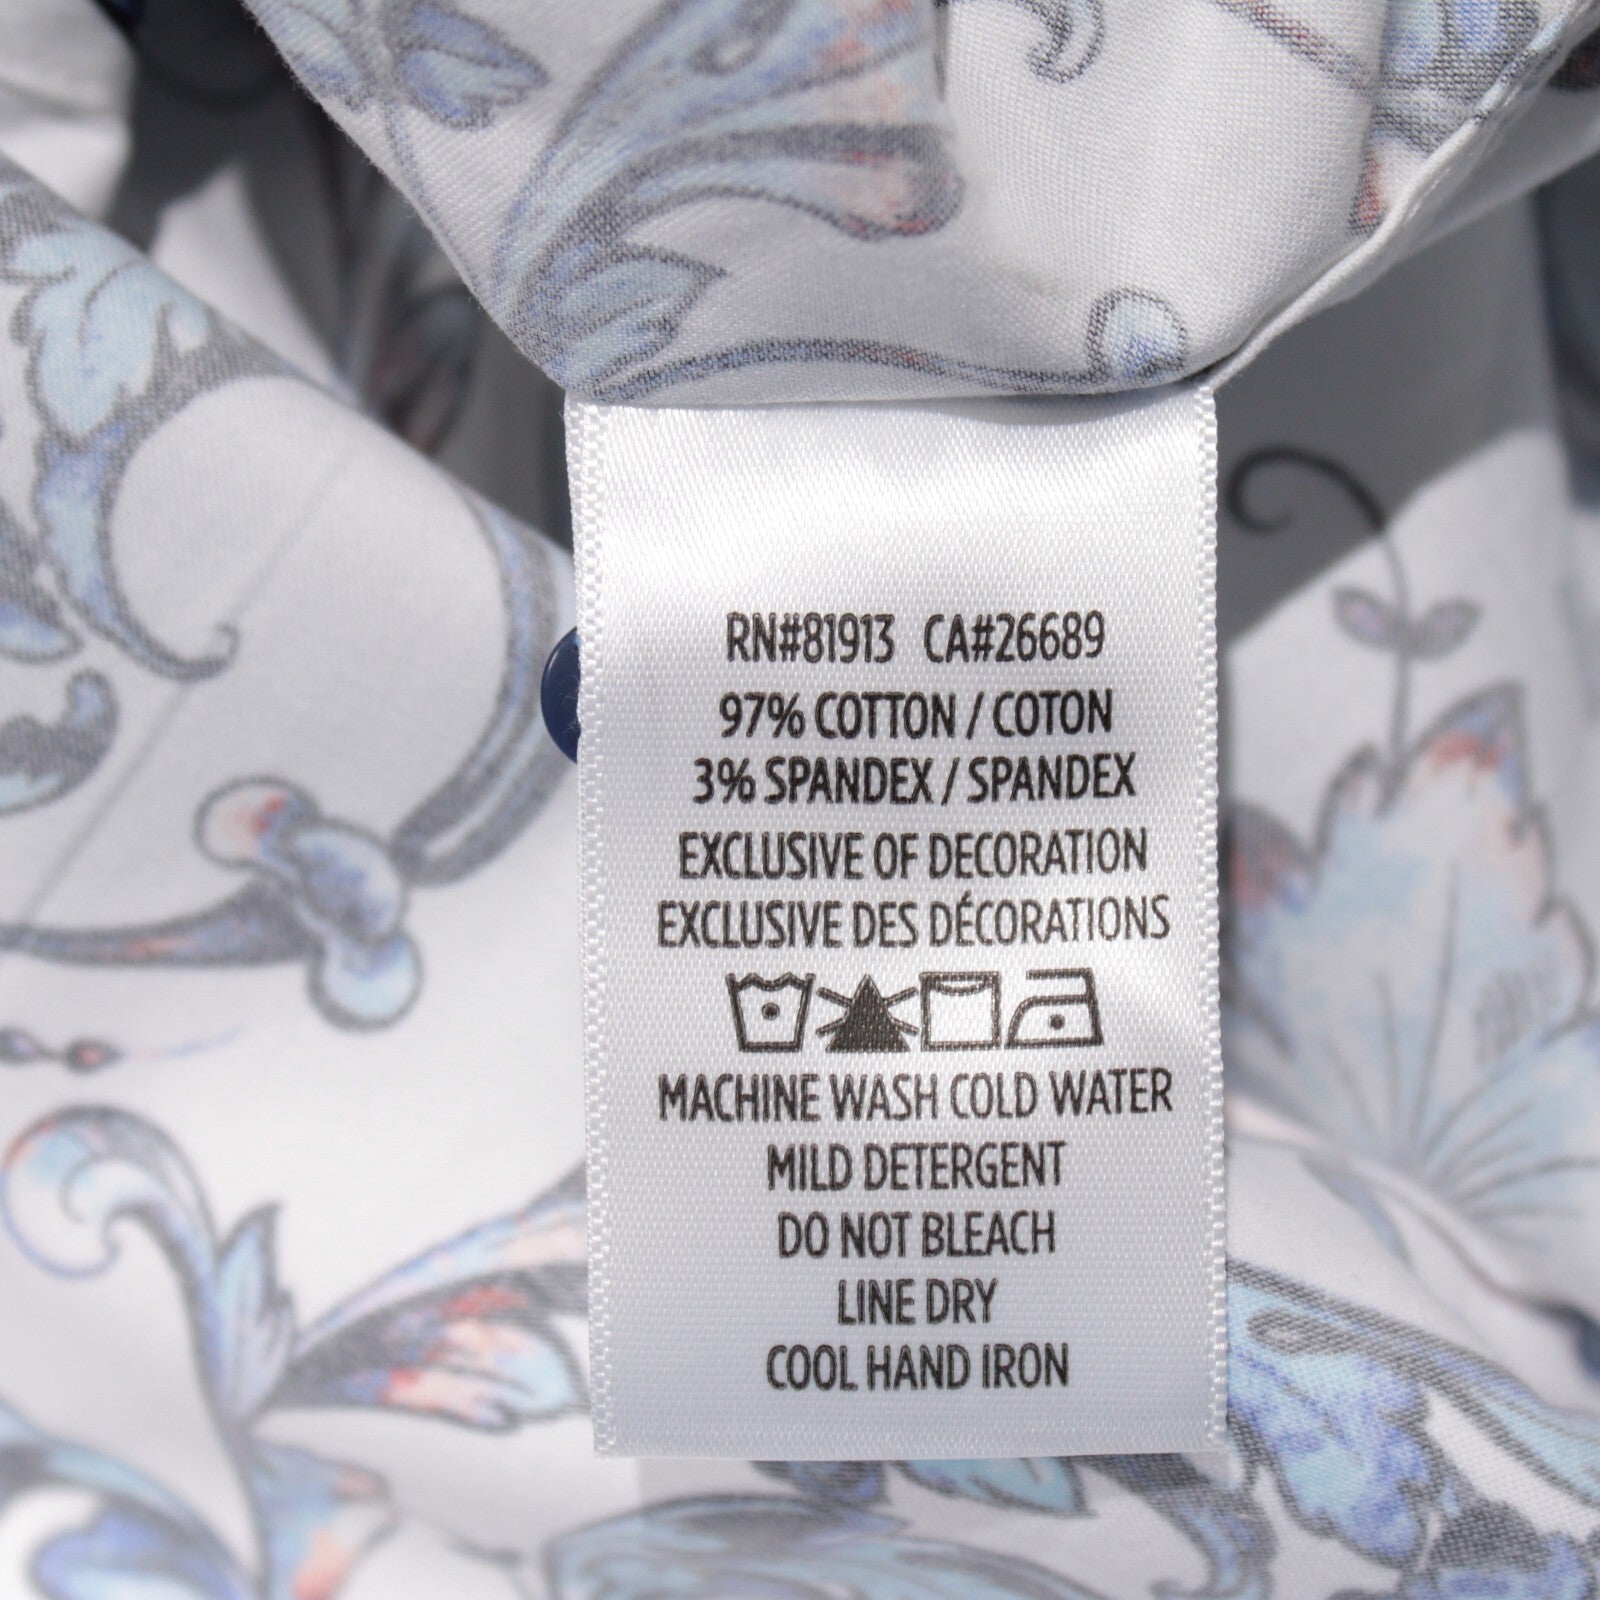 RN#81913 CA#26689
97% COTTON / COTON
3% SPANDEX / SPANDEX
EXCLUSIVE OF DECORATION
EXCLUSIVE DES DÉCORATIONS
MACHINE WASH COLD WATER
MILD DETERGENT
DO NOT BLEACH
LINE DRY
COOL HAND IRON